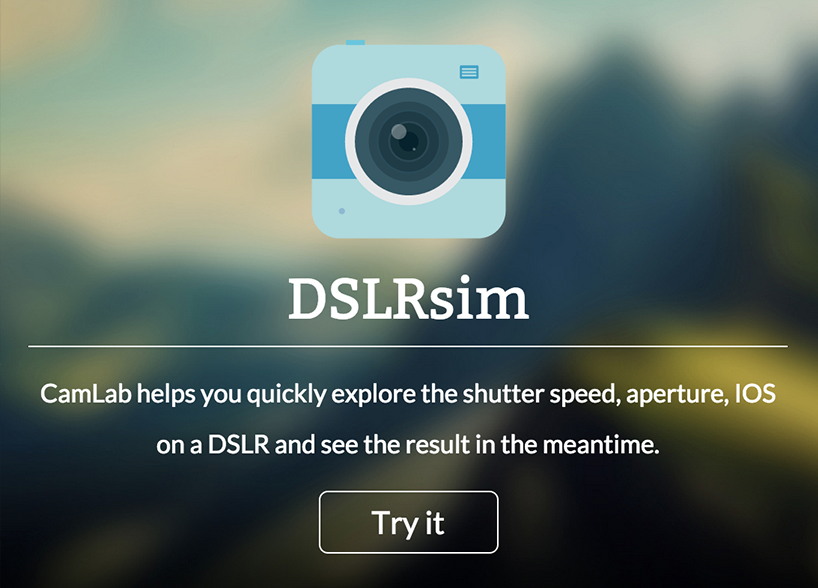 DSLRsim
CamLab helps you quickly explore the shutter speed, aperture, IOS
on a DSLR and see the result in the meantime.
Try it